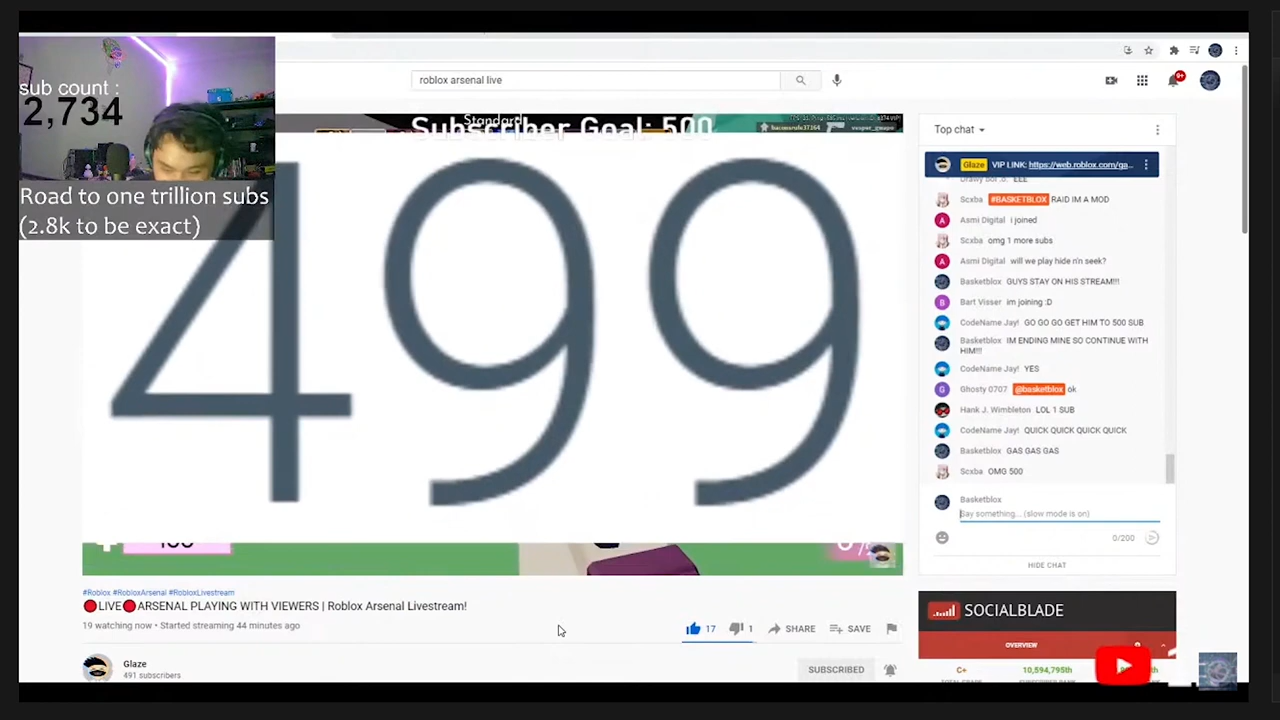 roblox arsenal live
9+
sub count :
2,734
Road to one trillion subs
(2.8k to be exact)
Standard
Subscriber Goal: 500
499
Top chat
Glaze VIP LINK: https://web.roblox.com/ga...
EEE
Scxba #BASKETBLOX RAID IM A MOD
Asmi Digital i joined
Scxba omg 1 more subs
Asmi Digital will we play hide n'n seek?
Basketblox GUYS STAY ON HIS STREAM!!!
Bart Visser im joining :D
CodeName Jay! GO GO GO GET HIM TO 500 SUB
Basketblox IM ENDING MINE SO CONTINUE WITH
HIM!!!
CodeName Jay! YES
Ghosty 0707 @basketblox ok
Hank J. Wimbleton LOL 1 SUB
CodeName Jay! QUICK QUICK QUICK QUICK
Basketblox GAS GAS GAS
Scxba OMG 500
Basketblox
Say something... (slow mode is on)
0/200
HIDE CHAT
#Roblox #RobloxArsenal #RobloxLivestream
LIVE ARSENAL PLAYING WITH VIEWERS | Roblox Arsenal Livestream!
19 watching now • Started streaming 44 minutes ago
17 1 SHARE SAVE
Glaze
491 subscribers
SUBSCRIBED
SOCIALBLADE
OVERVIEW
C+ 10,594,795th